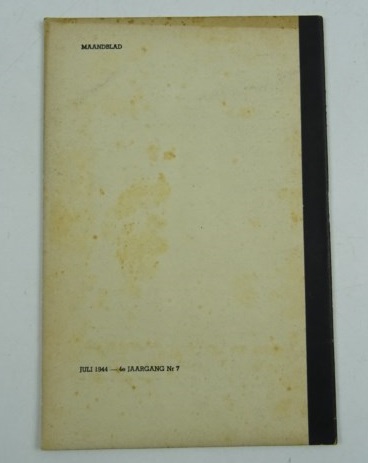 MAANDBLAD
JULI 1944 — 4e JAARGANG Nr 7